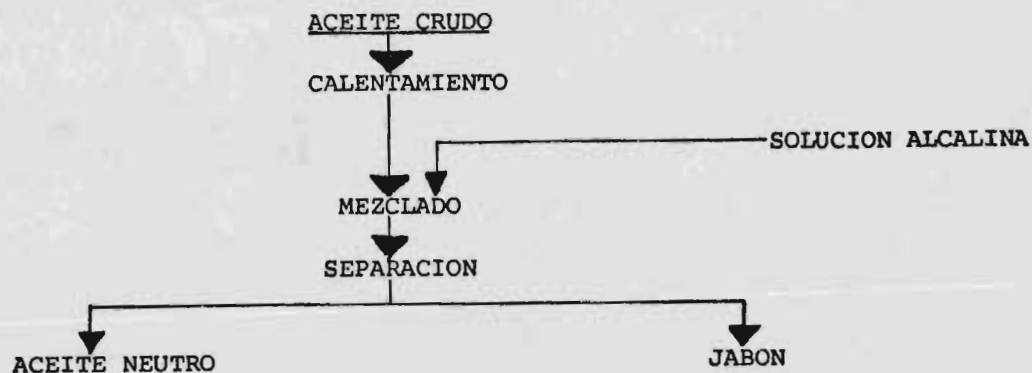 ACEITE CRUDO
CALENTAMIENTO
SOLUCION ALCALINA
MEZCLADO
SEPARACION
ACEITE NEUTRO
JABON